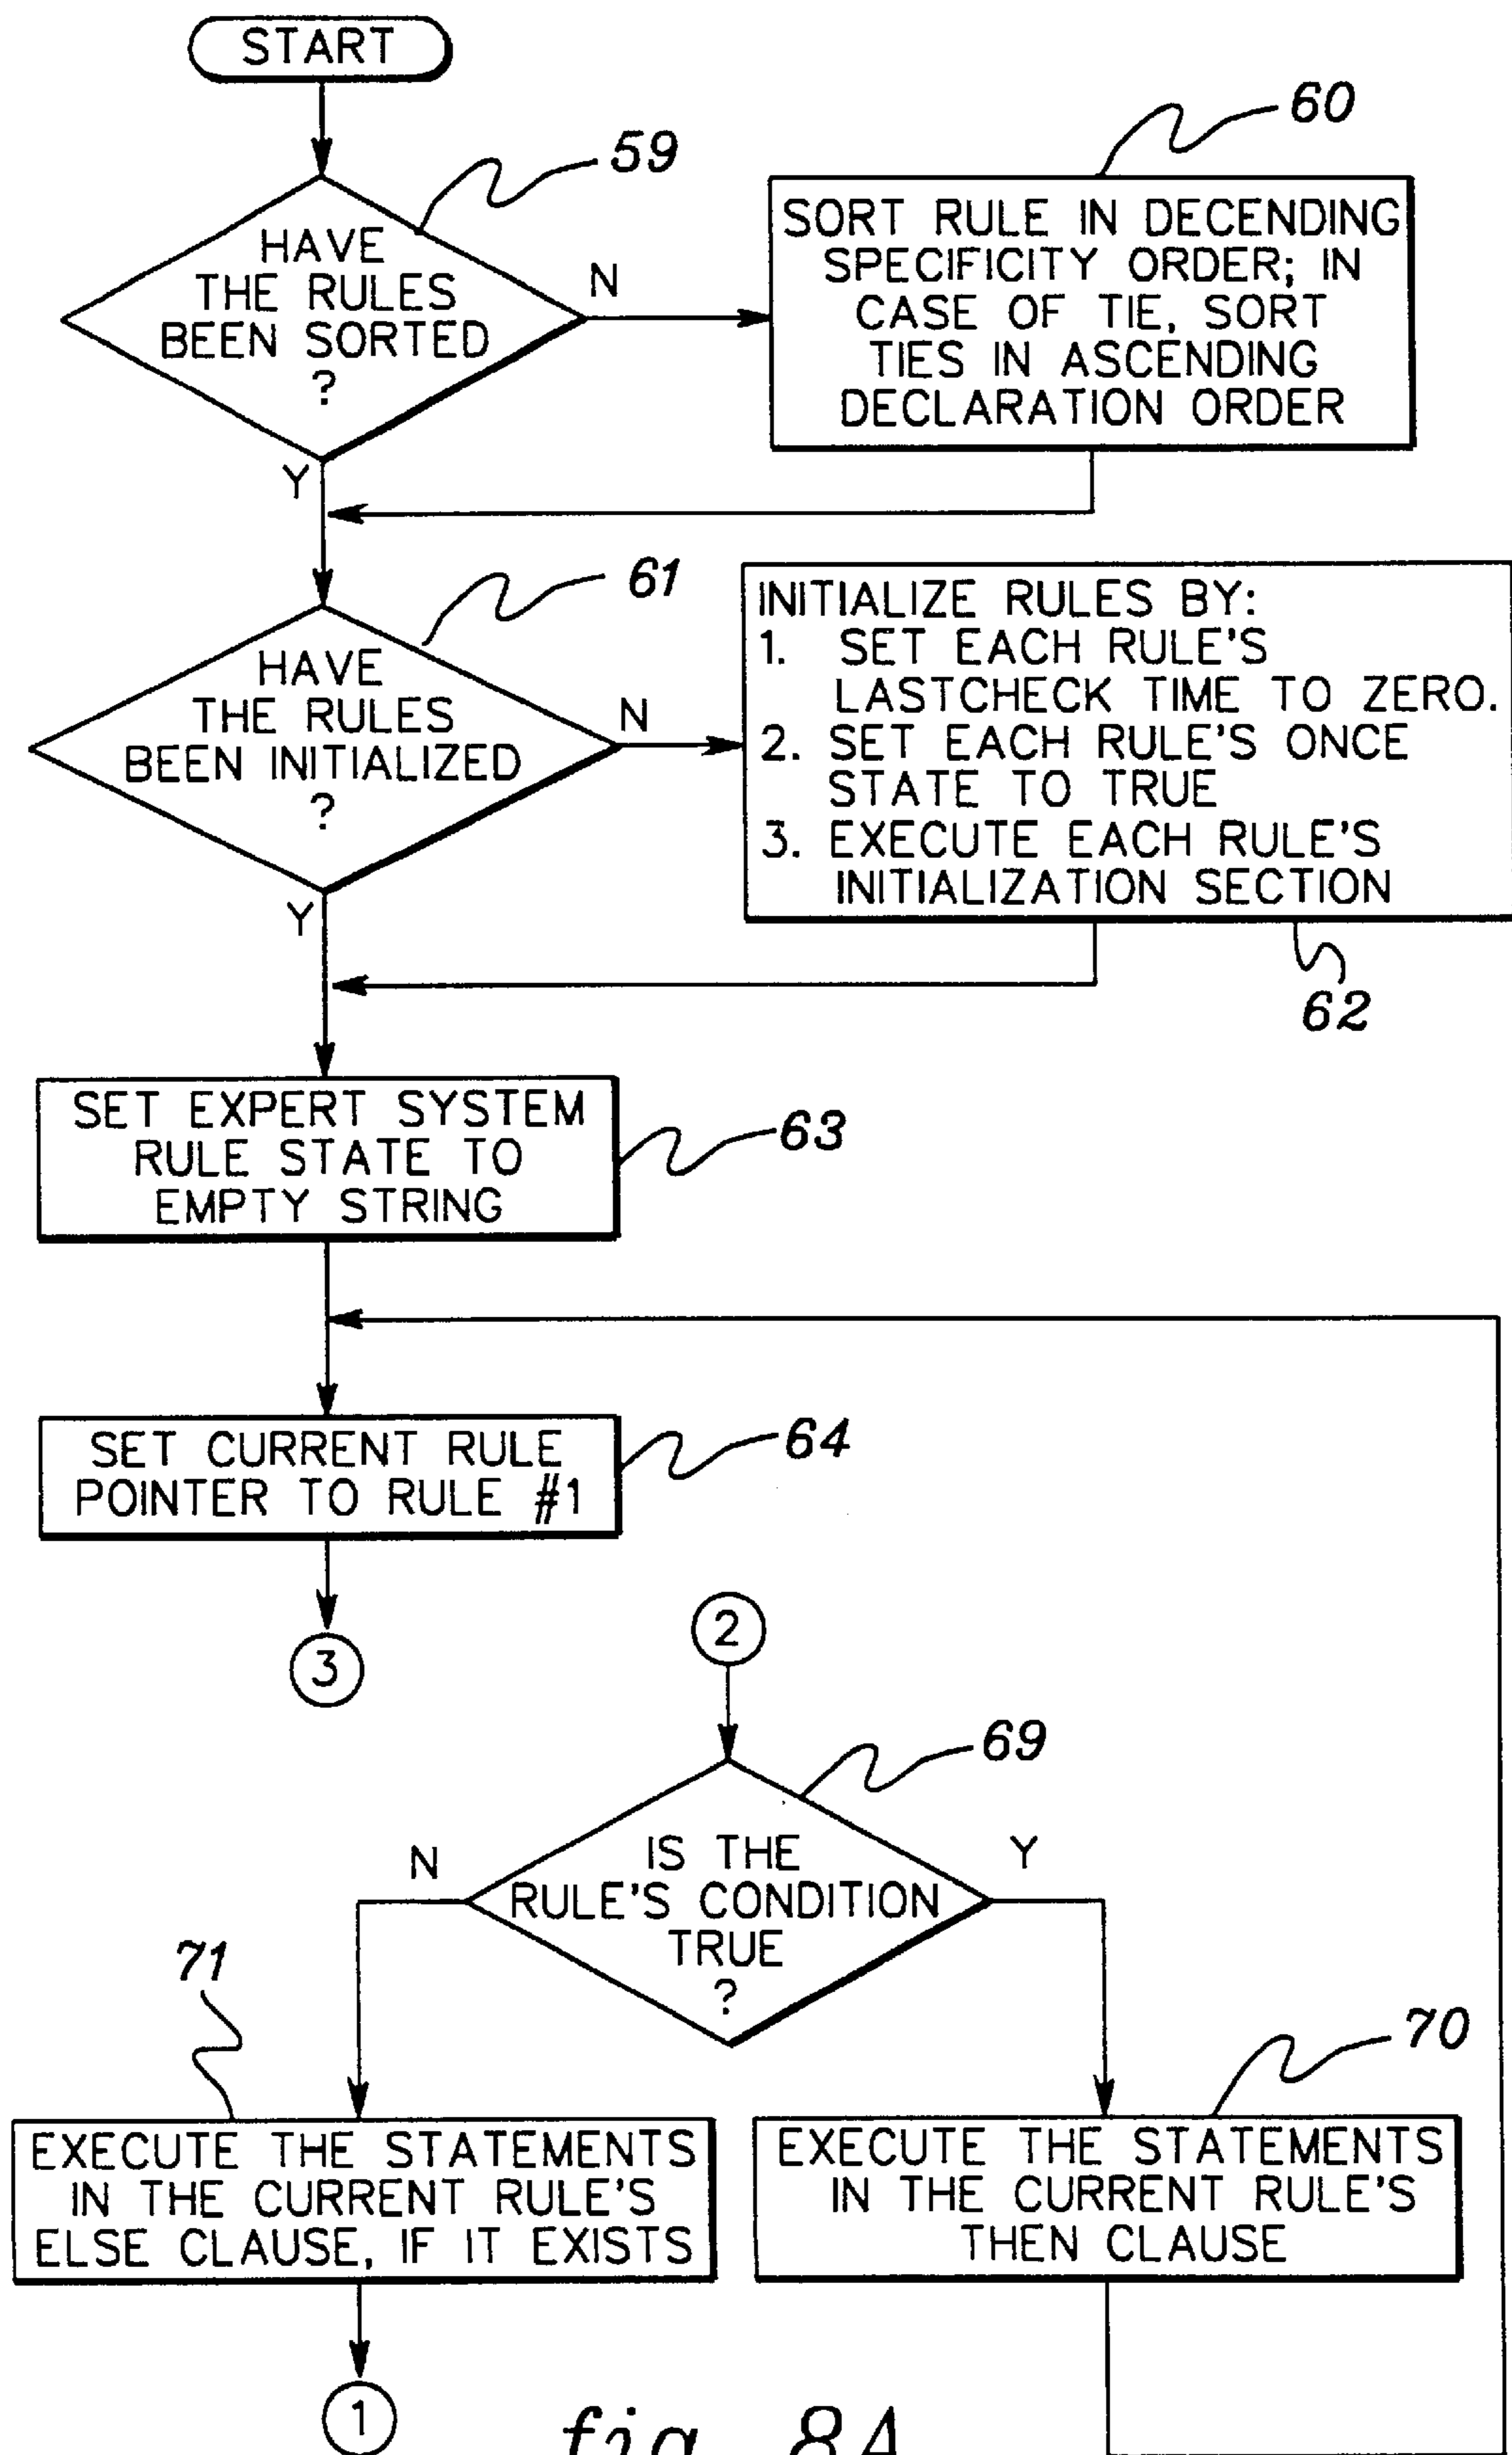 START
59
HAVE
THE RULES
BEEN SORTED
?
N
Y
60
SORT RULE IN DECENDING
SPECIFICITY ORDER; IN
CASE OF TIE, SORT
TIES IN ASCENDING
DECLARATION ORDER
61
HAVE
THE RULES
BEEN INITIALIZED
?
N
Y
INITIALIZE RULES BY:
1. SET EACH RULE'S
LASTCHECK TIME TO ZERO.
2. SET EACH RULE'S ONCE
STATE TO TRUE
3. EXECUTE EACH RULE'S
INITIALIZATION SECTION
62
SET EXPERT SYSTEM
RULE STATE TO
EMPTY STRING
63
SET CURRENT RULE
POINTER TO RULE #1
64
3
2
69
IS THE
RULE'S CONDITION
TRUE
?
N
Y
71
EXECUTE THE STATEMENTS
IN THE CURRENT RULE'S
ELSE CLAUSE, IF IT EXISTS
70
EXECUTE THE STATEMENTS
IN THE CURRENT RULE'S
THEN CLAUSE
1
fig. 8A